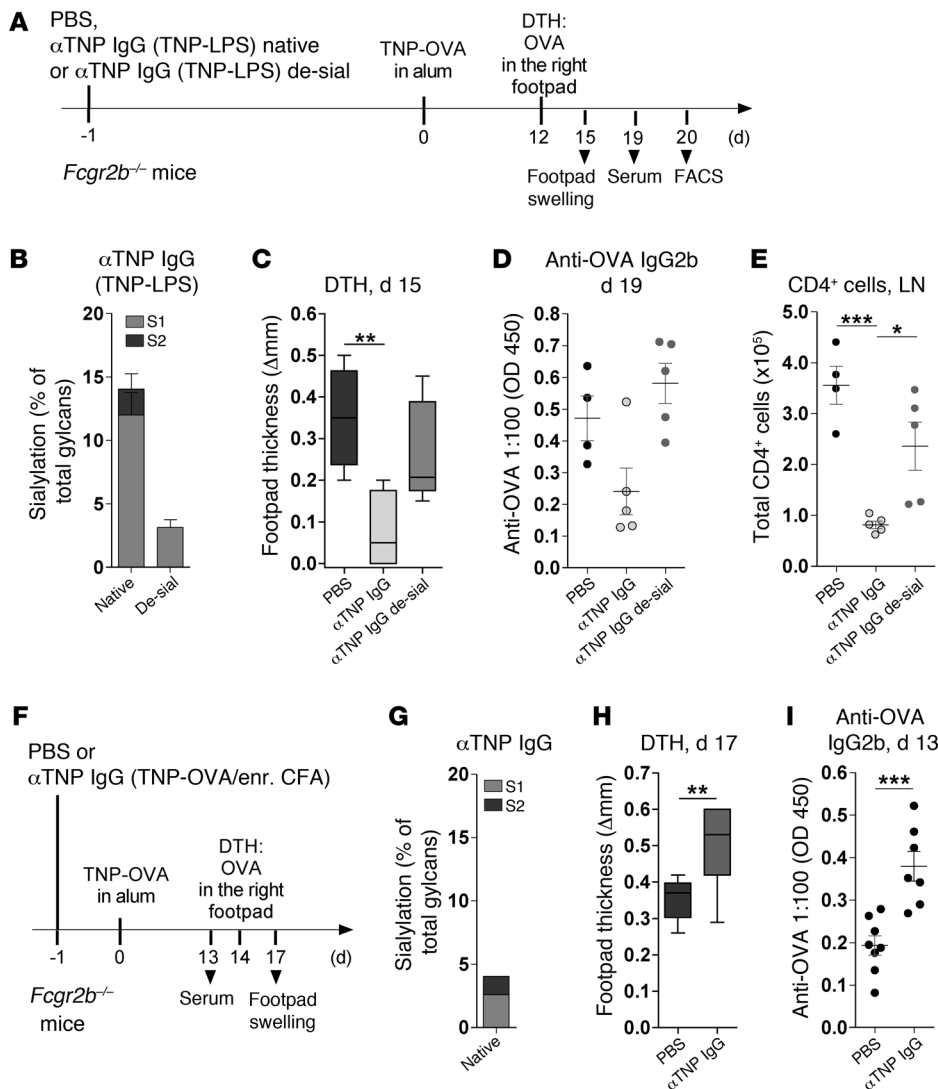 A
PBS,
αTNP IgG (TNP-LPS) native
or αTNP IgG (TNP-LPS) de-sial
TNP-OVA
in alum
DTH:
OVA
in the right
footpad
-1
0
12
15
19
20
(d)
Fcgr2b–/– mice
Footpad
swelling
Serum
FACS
B
αTNP IgG
(TNP-LPS)
Sialylation (% of
total gylcans)
20
15
10
5
0
S1
S2
Native
De-sial
C
DTH, d 15
Footpad thickness (Δmm)
0.6
0.5
0.4
0.3
0.2
0.1
0.0
**
PBS
αTNP IgG
αTNP IgG de-sial
D
Anti-OVA IgG2b
d 19
Anti-OVA 1:100 (OD 450)
0.8
0.7
0.6
0.5
0.4
0.3
0.2
0.1
0.0
PBS
αTNP IgG
αTNP IgG de-sial
E
CD4+ cells, LN
Total CD4+ cells (x10⁵)
5.0
4.0
3.0
2.0
1.0
0.0
***
*
PBS
αTNP IgG
αTNP IgG de-sial
F
PBS or
αTNP IgG (TNP-OVA/enr. CFA)
TNP-OVA
in alum
DTH:
OVA
in the right
footpad
-1
0
13
14
17
(d)
Fcgr2b–/–
mice
Serum
Footpad
swelling
G
αTNP IgG
Sialylation (% of
total gylcans)
20
15
10
5
0
S1
S2
Native
H
DTH, d 17
Footpad thickness (Δmm)
0.7
0.6
0.5
0.4
0.3
0.2
0.1
0.0
**
PBS
αTNP IgG
I
Anti-OVA
IgG2b, d 13
Anti-OVA 1:100 (OD 450)
0.6
0.5
0.4
0.3
0.2
0.1
0.0
***
PBS
αTNP IgG